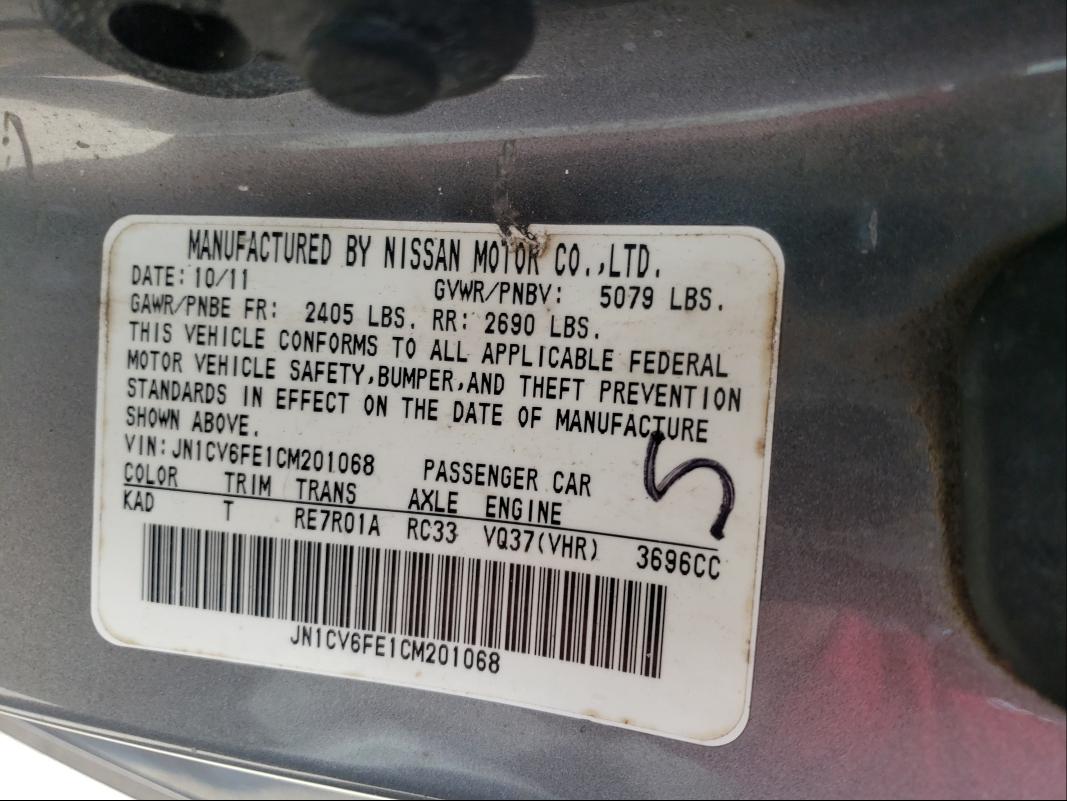 MANUFACTURED BY NISSAN MOTOR CO.,LTD.
DATE: 10/11 GVWR/PNBV: 5079 LBS.
GAWR/PNBE FR: 2405 LBS. RR: 2690 LBS.
THIS VEHICLE CONFORMS TO ALL APPLICABLE FEDERAL
MOTOR VEHICLE SAFETY,BUMPER,AND THEFT PREVENTION
STANDARDS IN EFFECT ON THE DATE OF MANUFACTURE
SHOWN ABOVE.
VIN:JN1CV6FE1CM201068 PASSENGER CAR
5
COLOR TRIM TRANS AXLE ENGINE
KAD T RE7R01A RC33 VQ37(VHR) 3696CC
JN1CV6FE1CM201068